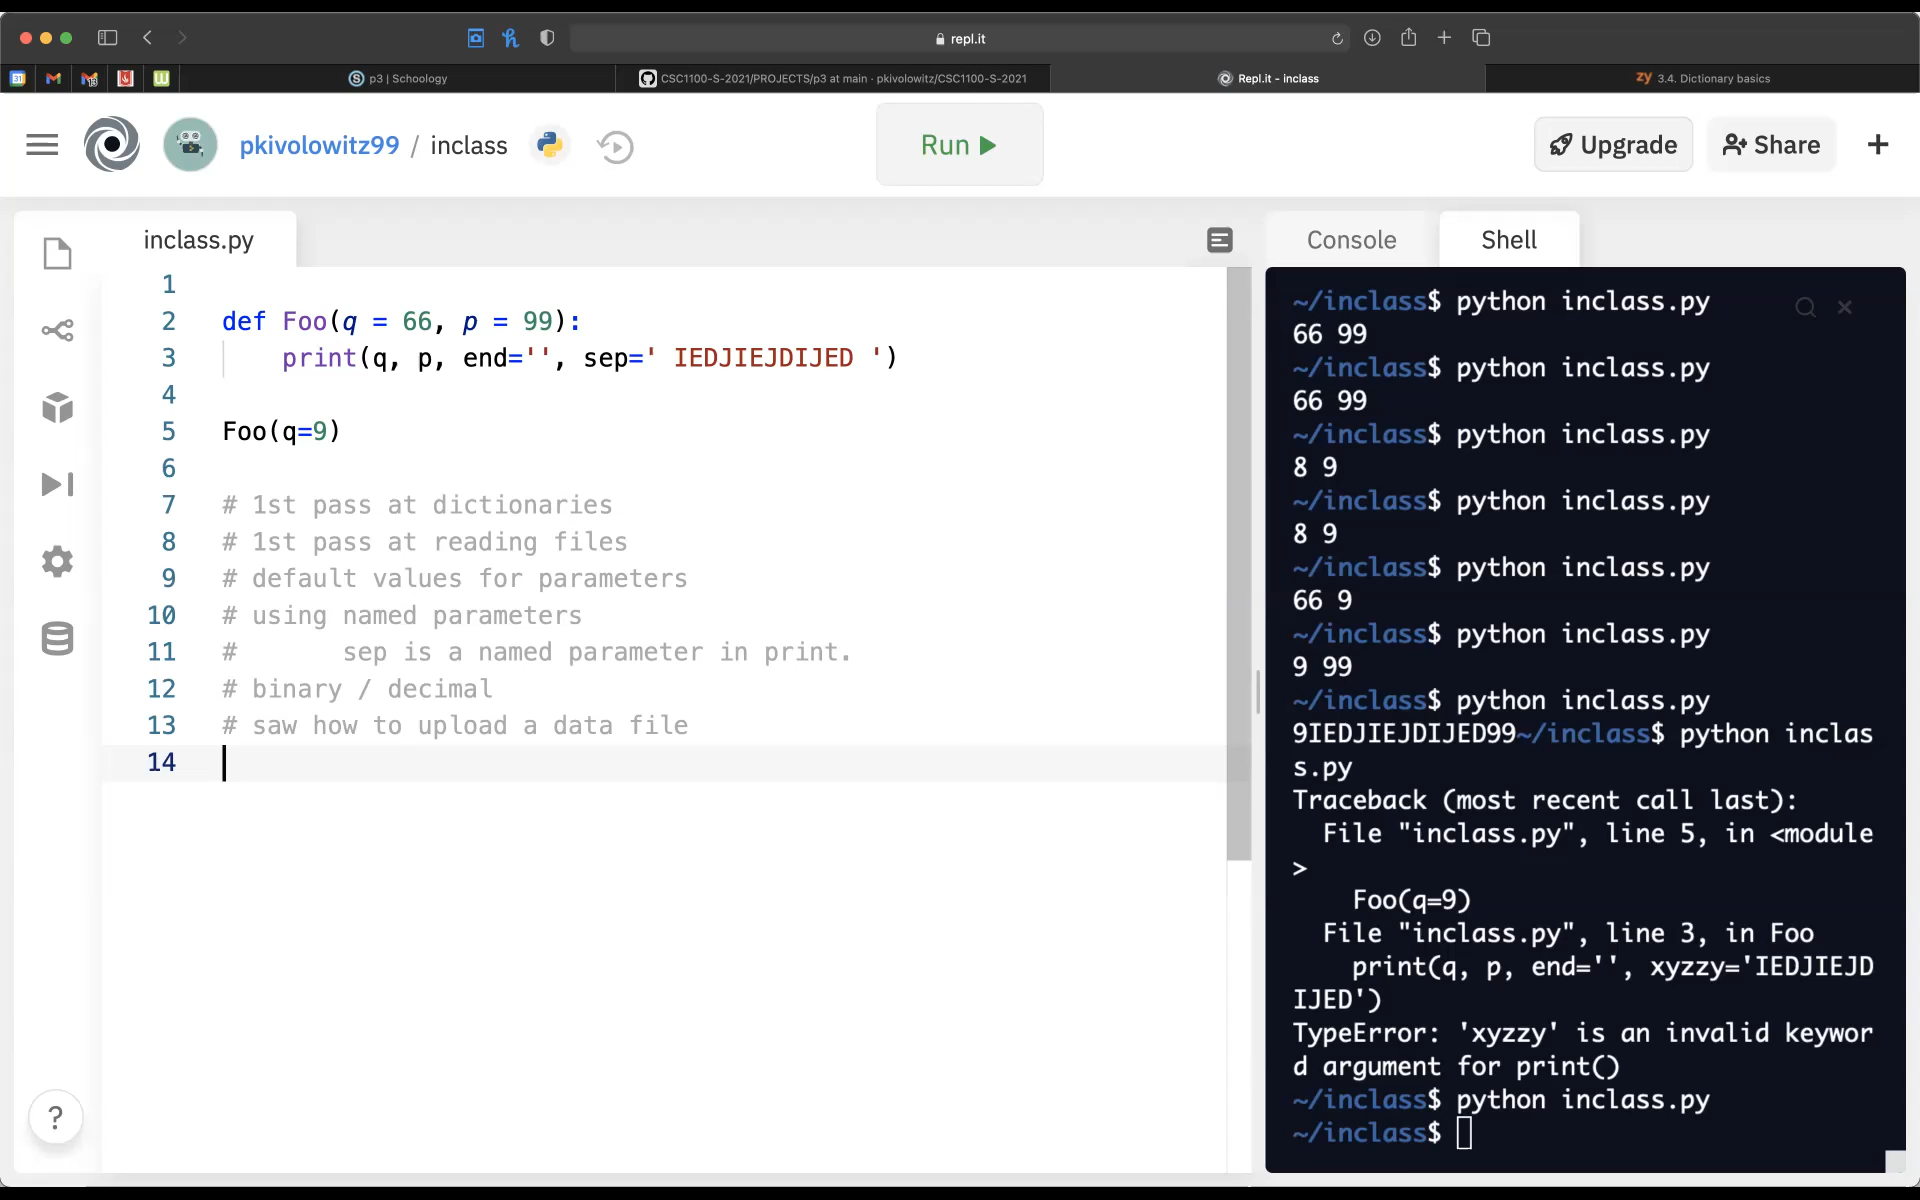 repl.it
31
13
p3 | Schoology
CSC1100-S-2021/PROJECTS/p3 at main · pkivolowitz/CSC1100-S-2021
Repl.it - inclass
zy 3.4. Dictionary basics
pkivolowitz99 / inclass
Run
Upgrade
Share
+
inclass.py
Console
Shell
1
2 def Foo(q = 66, p = 99):
3     print(q, p, end='', sep=' IEDJIEJDIJED ')
4
5 Foo(q=9)
6
7 # 1st pass at dictionaries
8 # 1st pass at reading files
9 # default values for parameters
10 # using named parameters
11 #       sep is a named parameter in print.
12 # binary / decimal
13 # saw how to upload a data file
14
?
~/inclass$ python inclass.py
66 99
~/inclass$ python inclass.py
66 99
~/inclass$ python inclass.py
8 9
~/inclass$ python inclass.py
8 9
~/inclass$ python inclass.py
66 9
~/inclass$ python inclass.py
9 99
~/inclass$ python inclass.py
9IEDJIEJDIJED99~/inclass$ python inclas
s.py
Traceback (most recent call last):
  File "inclass.py", line 5, in <module
>
    Foo(q=9)
  File "inclass.py", line 3, in Foo
    print(q, p, end='', xyzzy='IEDJIEJD
IJED')
TypeError: 'xyzzy' is an invalid keywor
d argument for print()
~/inclass$ python inclass.py
~/inclass$